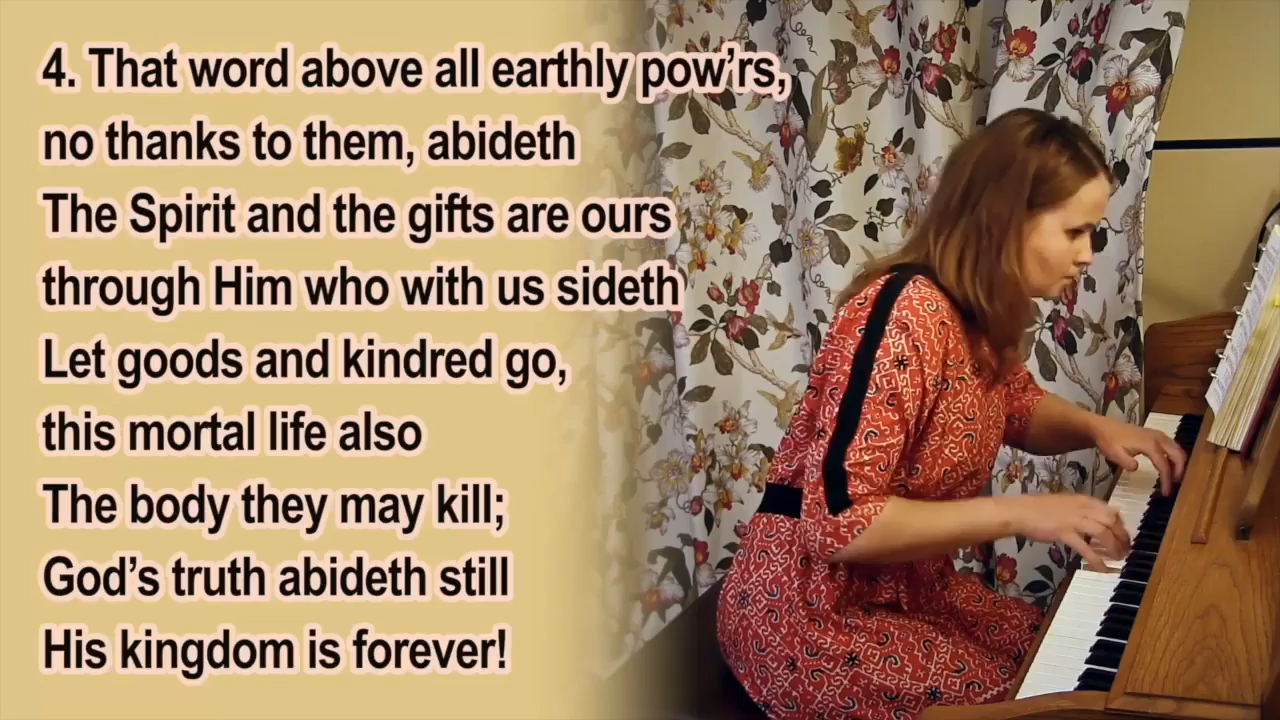 4. That word above all earthly pow’rs,
no thanks to them, abideth
The Spirit and the gifts are ours
through Him who with us sideth
Let goods and kindred go,
this mortal life also
The body they may kill;
God’s truth abideth still
His kingdom is forever!